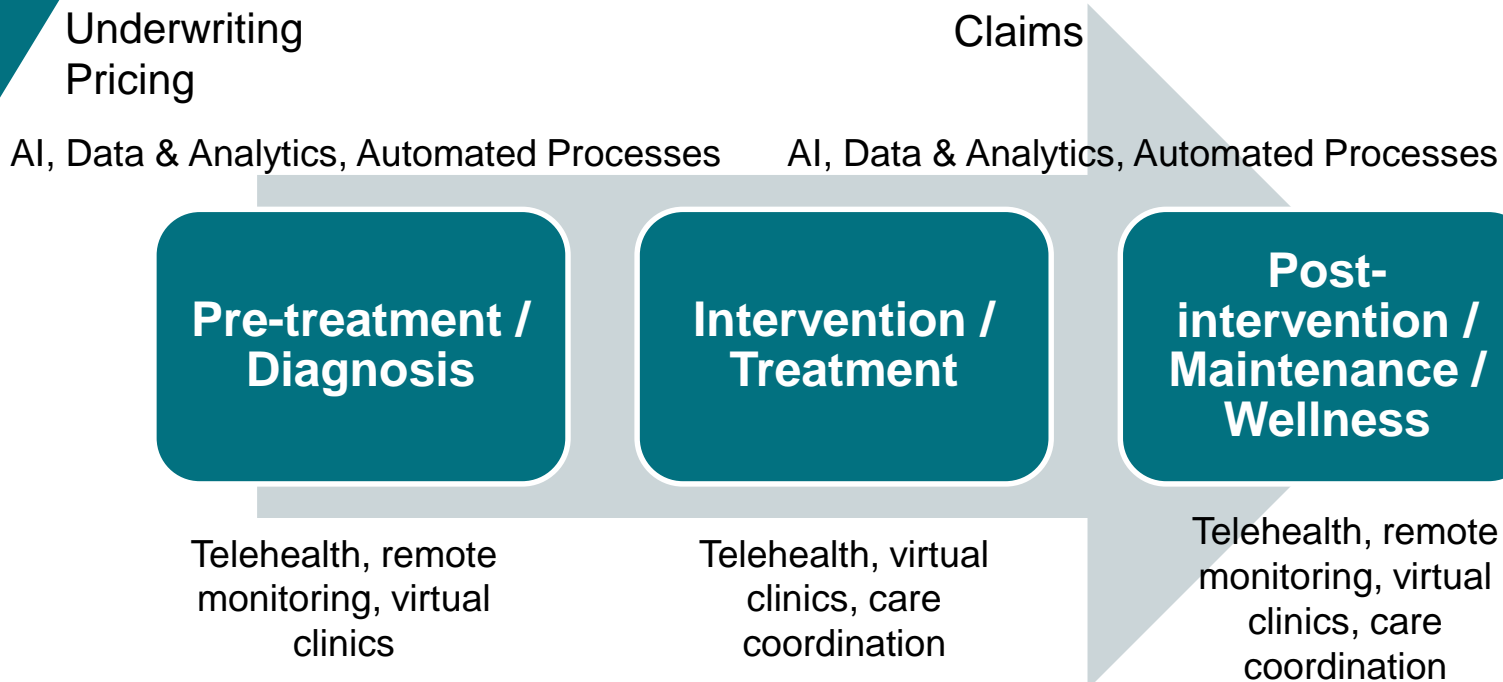 Underwriting
Pricing
Claims
AI, Data & Analytics, Automated Processes
AI, Data & Analytics, Automated Processes
Pre-treatment /
Diagnosis
Intervention /
Treatment
Post-
intervention /
Maintenance /
Wellness
Telehealth, remote
monitoring, virtual
clinics
Telehealth, virtual
clinics, care
coordination
Telehealth, remote
monitoring, virtual
clinics, care
coordination